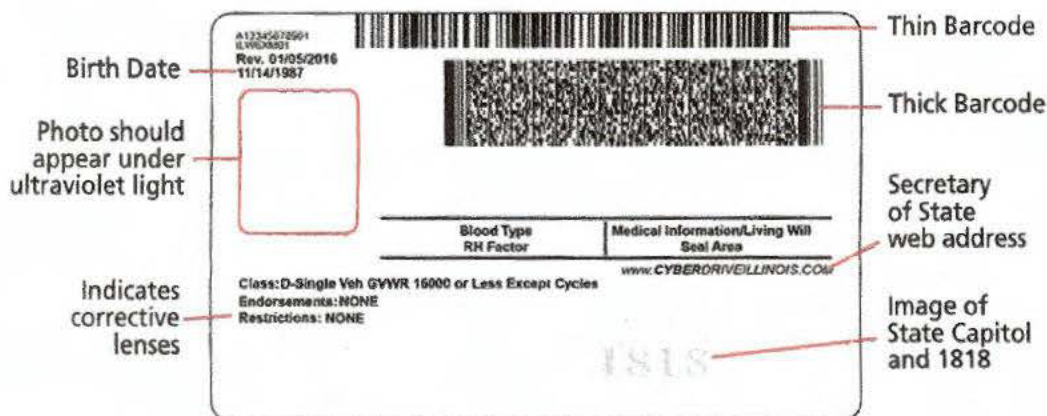 A12345678901
ILW6XM01
Rev. 01/05/2016
11/14/1987
Birth Date
Photo should
appear under
ultraviolet light
Indicates
corrective
lenses
Thin Barcode
Thick Barcode
Secretary
of State
web address
Image of
State Capitol
and 1818
Blood Type
RH Factor
Medical Information/Living Will
Seal Area
www.CYBERDRIVEILLINOIS.COM
Class:D-Single Veh GVWR 16000 or Less Except Cycles
Endorsements:NONE
Restrictions: NONE
1818